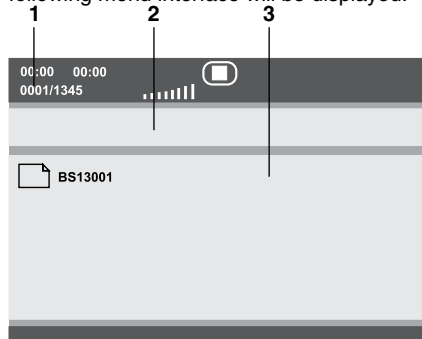 following menu interface will be displayed.
1 2 3
00:00 00:00
0001/1345
BS13001